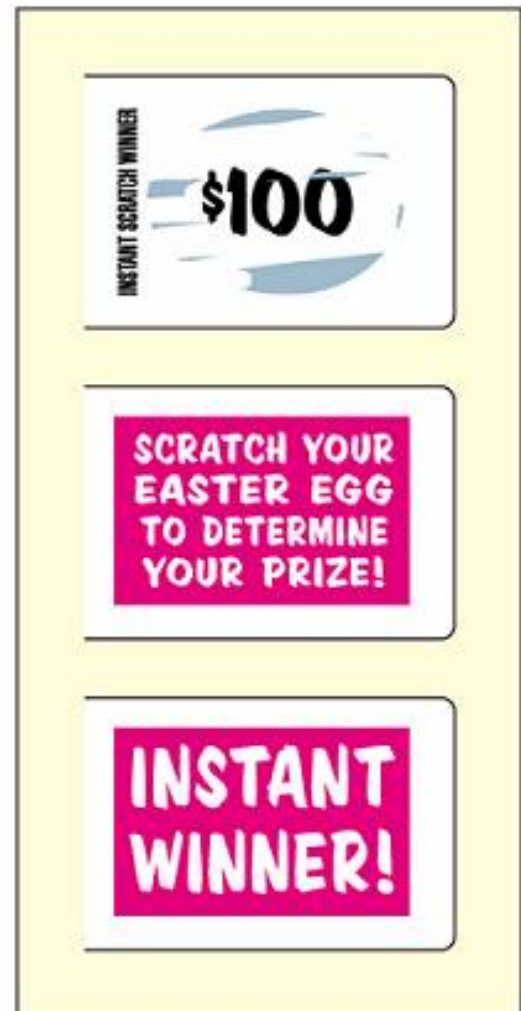 INSTANT SCRATCH WINNER
$100
SCRATCH YOUR
EASTER EGG
TO DETERMINE
YOUR PRIZE!
INSTANT
WINNER!